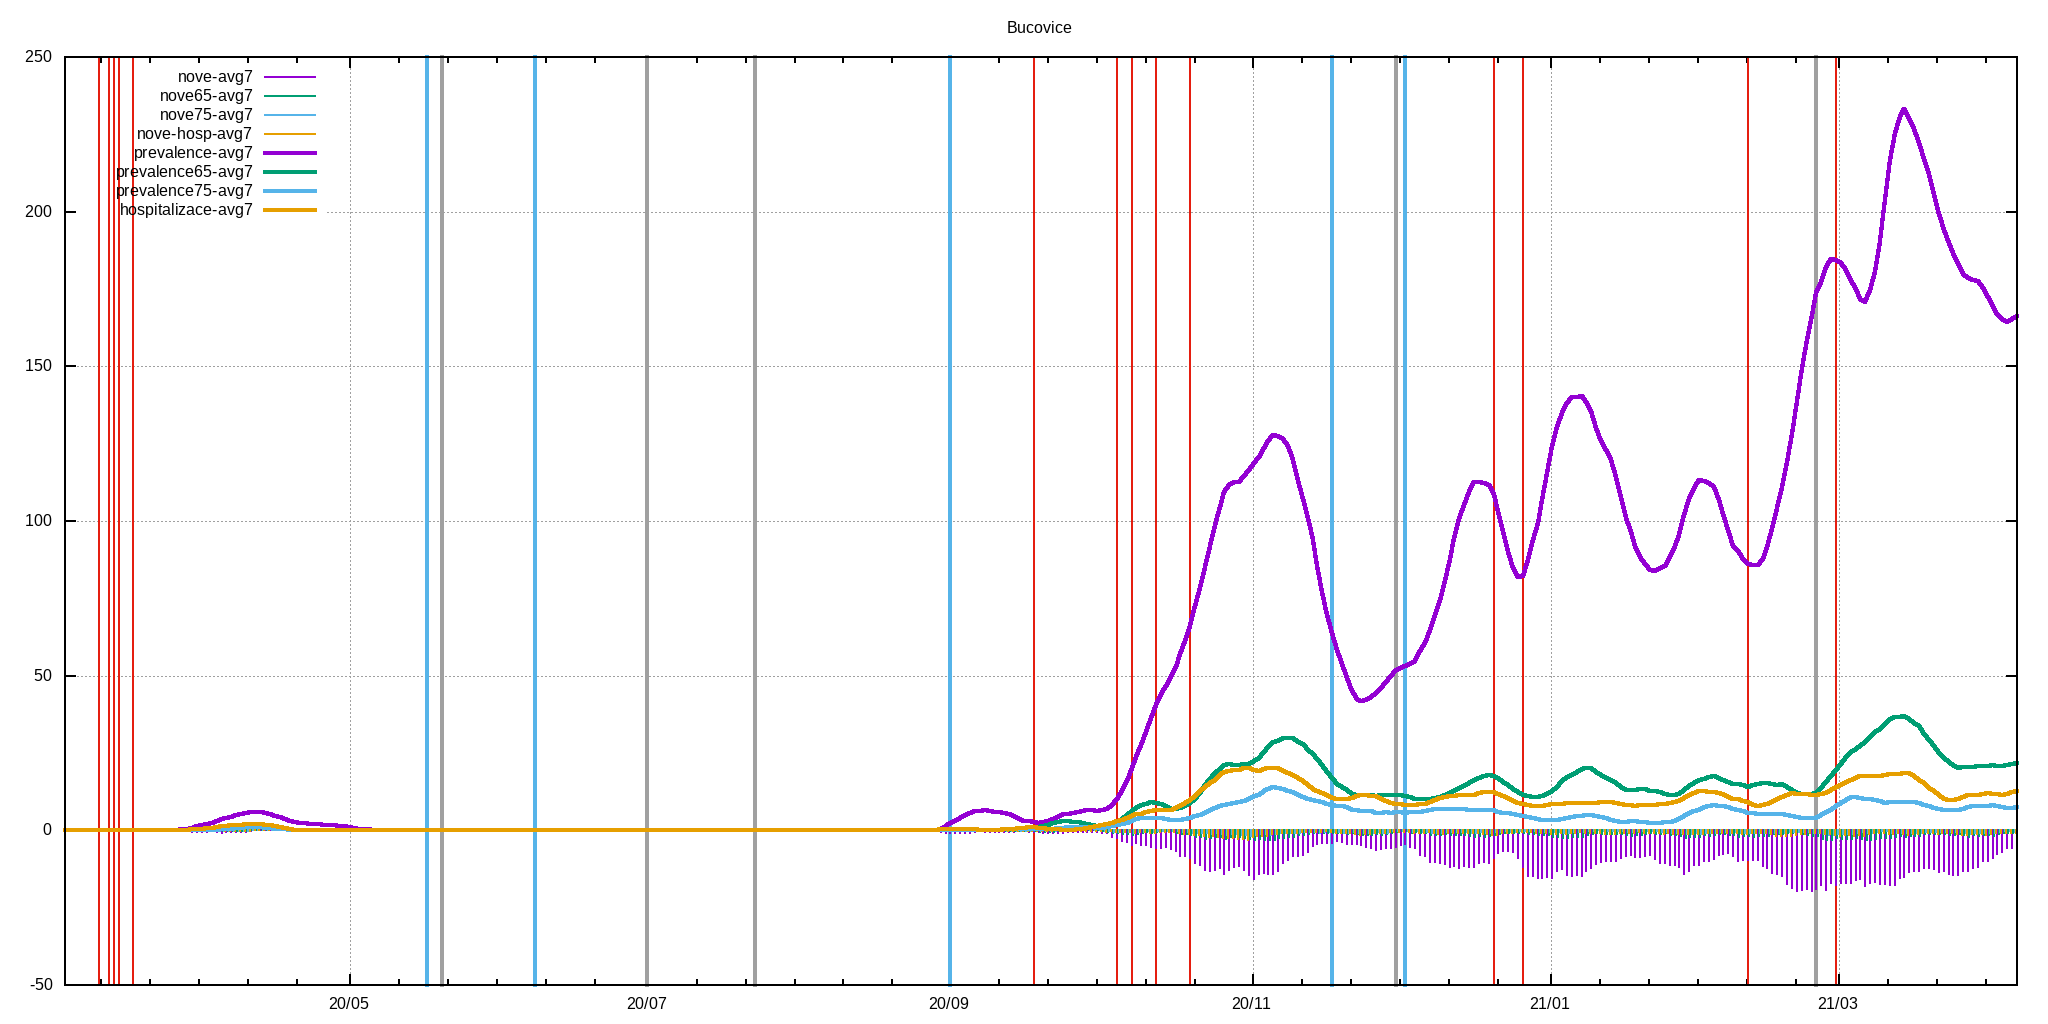 Bucovice
250
200
150
100
50
0
-50
nove-avg7
nove65-avg7
nove75-avg7
nove-hosp-avg7
prevalence-avg7
prevalence65-avg7
prevalence75-avg7
hospitalizace-avg7
20/05 20/07 20/09 20/11 21/01 21/03